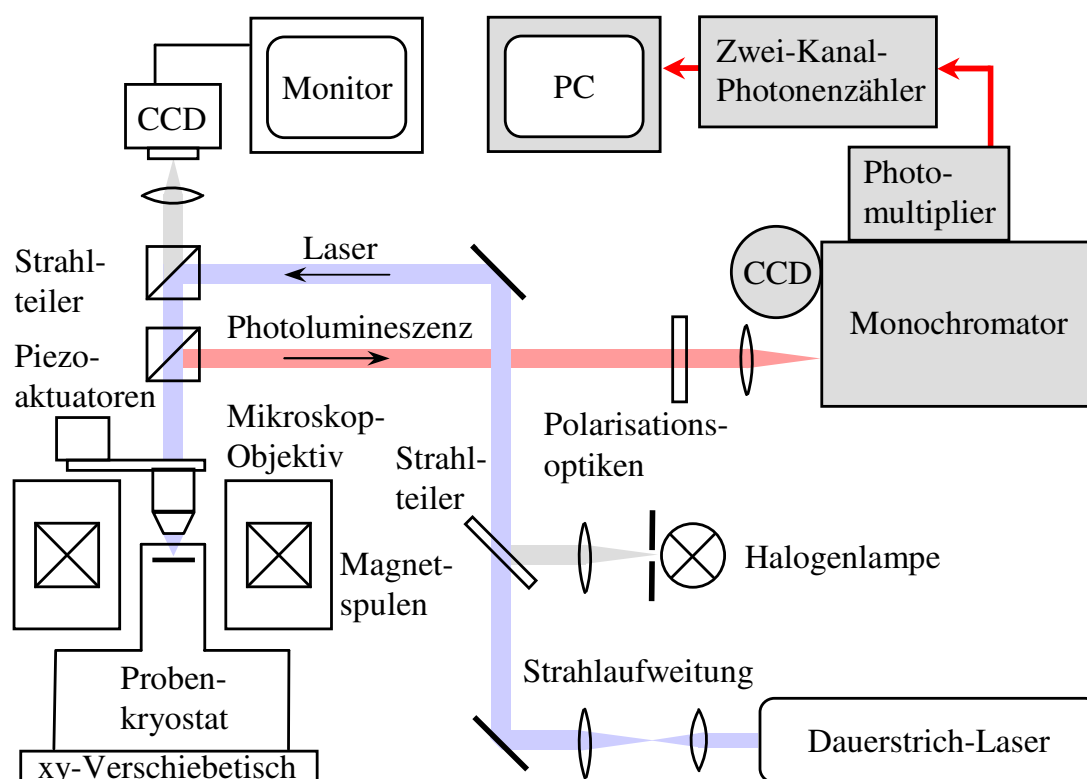 Zwei-Kanal-
Photonenzähler
PC
Monitor
CCD
Photo-
multiplier
Strahl-
teiler
Laser
CCD
Monochromator
Photolumineszenz
Piezo-
aktuatoren
Mikroskop-
Objektiv
Polarisations-
optiken
Strahl-
teiler
Halogenlampe
Magnet-
spulen
Strahlaufweitung
Proben-
kryostat
Dauerstrich-Laser
xy-Verschiebetisch